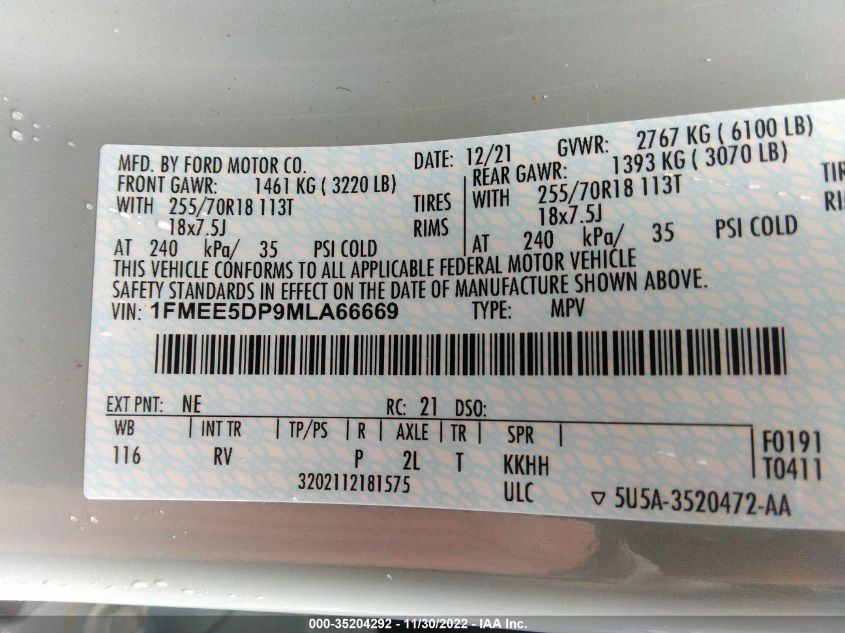 MFD. BY FORD MOTOR CO. DATE: 12/21 GVWR: 2767 KG ( 6100 LB)
FRONT GAWR: 1461 KG ( 3220 LB) REAR GAWR: 1393 KG ( 3070 LB)
WITH 255/70R18 113T TIRES WITH 255/70R18 113T TIR
18x7.5J RIMS 18x7.5J RI
AT 240 kPa/ 35 PSI COLD AT 240 kPa/ 35 PSI COLD
THIS VEHICLE CONFORMS TO ALL APPLICABLE FEDERAL MOTOR VEHICLE
SAFETY STANDARDS IN EFFECT ON THE DATE OF MANUFACTURE SHOWN ABOVE.
VIN: 1FMEE5DP9MLA66669 TYPE: MPV
EXT PNT: NE RC: 21 DSO:
WB INT TR TP/PS R AXLE TR SPR F0191
116 RV P 2L T KKHH T0411
3202112181575 ULC 5U5A-3520472-AA
000-35204292 - 11/30/2022 - IAA Inc.